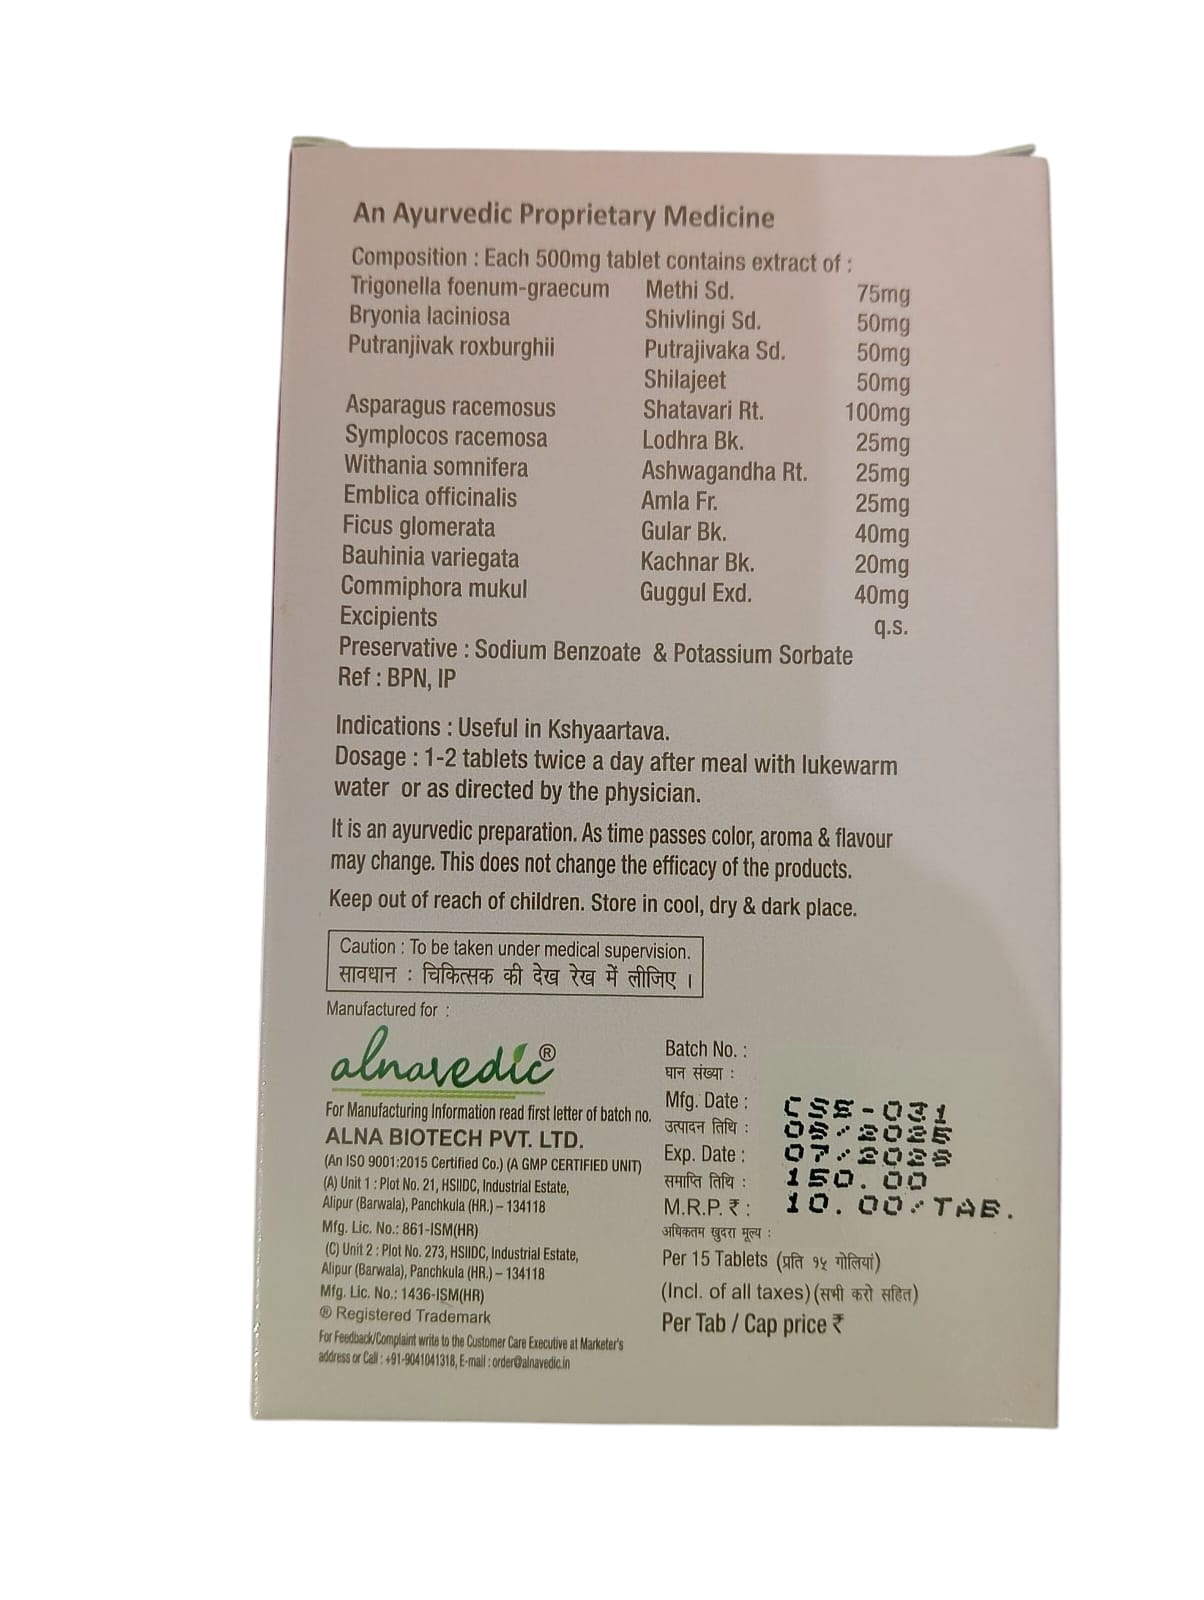 An Ayurvedic Proprietary Medicine
Composition : Each 500mg tablet contains extract of :
Trigonella foenum-graecum Methi Sd. 75mg
Bryonia laciniosa Shivlingi Sd. 50mg
Putranjivak roxburghii Putrajivaka Sd. 50mg
Shilajeet 50mg
Asparagus racemosus Shatavari Rt. 100mg
Symplocos racemosa Lodhra Bk. 25mg
Withania somnifera Ashwagandha Rt. 25mg
Emblica officinalis Amla Fr. 25mg
Ficus glomerata Gular Bk. 40mg
Bauhinia variegata Kachnar Bk. 20mg
Commiphora mukul Guggul Exd. 40mg
Excipients q.s.
Preservative : Sodium Benzoate & Potassium Sorbate
Ref : BPN, IP
Indications : Useful in Kshyaartava.
Dosage : 1-2 tablets twice a day after meal with lukewarm
water or as directed by the physician.
It is an ayurvedic preparation. As time passes color, aroma & flavour
may change. This does not change the efficacy of the products.
Keep out of reach of children. Store in cool, dry & dark place.
Caution : To be taken under medical supervision.
सावधान : चिकित्सक की देख रेख में लीजिए ।
Manufactured for :
alnavedic®
For Manufacturing Information read first letter of batch no.
ALNA BIOTECH PVT. LTD.
(An ISO 9001:2015 Certified Co.) (A GMP CERTIFIED UNIT)
(A) Unit 1 : Plot No. 21, HSIIDC, Industrial Estate,
Alipur (Barwala), Panchkula (HR.) – 134118
Mfg. Lic. No.: 861-ISM(HR)
(C) Unit 2 : Plot No. 273, HSIIDC, Industrial Estate,
Alipur (Barwala), Panchkula (HR.) – 134118
Mfg. Lic. No.: 1436-ISM(HR)
® Registered Trademark
For Feedback/Complaint write to the Customer Care Executive at Marketer's
address or Call : +91-9041041318, E-mail : order@alnavedic.in
Batch No. :
घान संख्या :
Mfg. Date :
उत्पादन तिथि :
Exp. Date :
समाप्ति तिथि :
M.R.P. ₹ :
अधिकतम खुदरा मूल्य :
Per 15 Tablets (प्रति १५ गोलियां)
(Incl. of all taxes) (सभी करो सहित)
Per Tab / Cap price ₹
CSE-031
08/2025
07/2028
150.00
10.00/TAB.